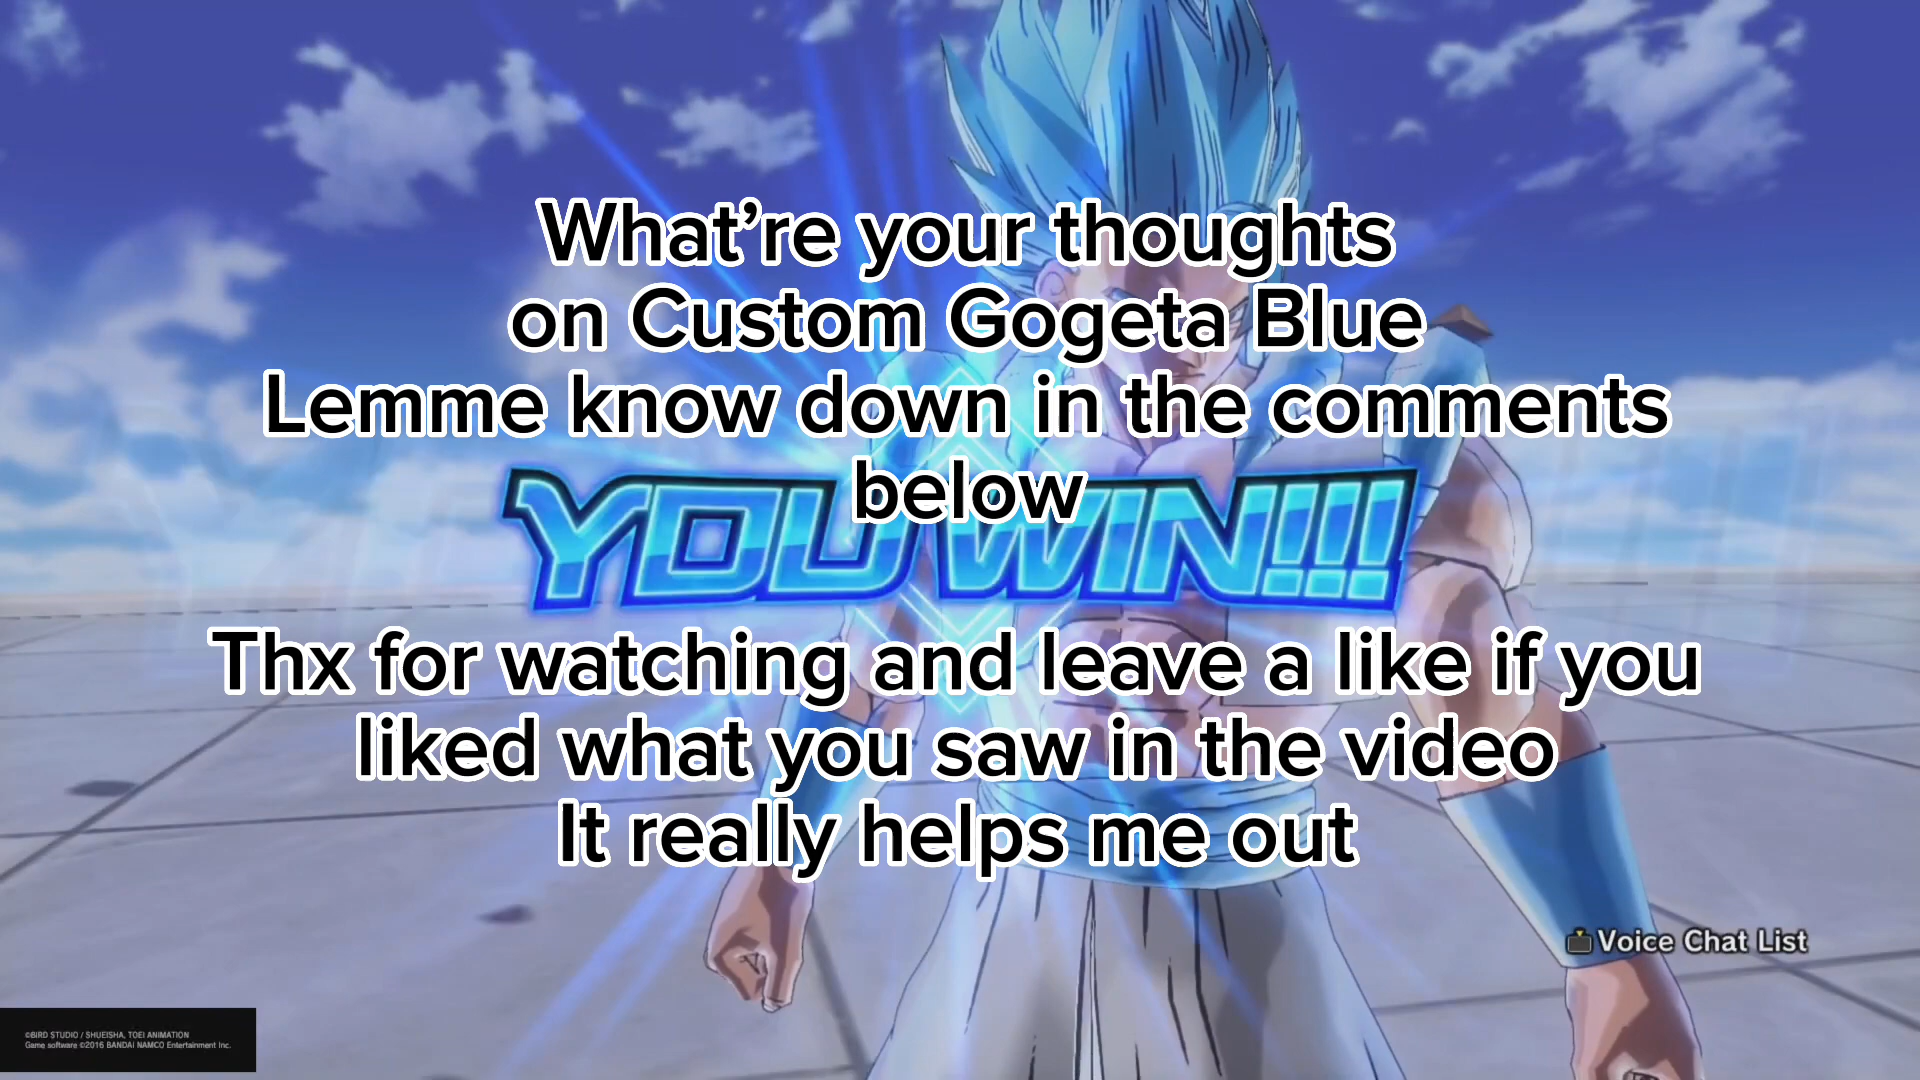 What're your thoughts
on Custom Gogeta Blue
Lemme know down in the comments
below
YOU WIN!!!
Thx for watching and leave a like if you
liked what you saw in the video
It really helps me out
Voice Chat List
©BIRD STUDIO / SHUEISHA, TOEI ANIMATION
Game software ©2016 BANDAI NAMCO Entertainment Inc.